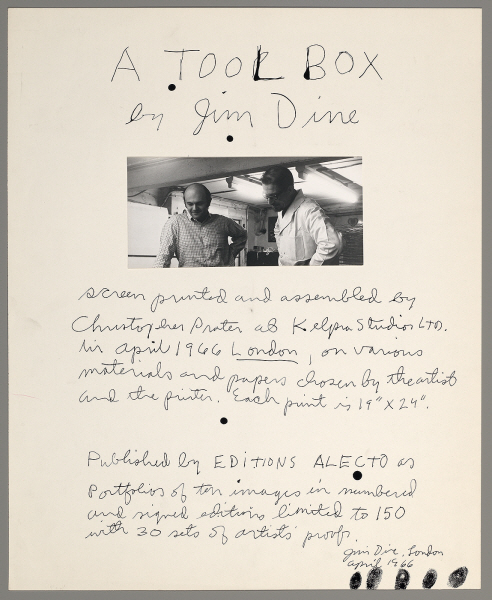 A TOOL BOX
by Jim Dine
screen printed and assembled by
Christopher Prater at Kelpra Studios LTD.
in april 1966 London, on various
materials and papers chosen by the artist
and the printer. Each print is 19" X 24".
Published by EDITIONS ALECTO as
portfolios of ten images in numbered
and signed editions limited to 150
with 30 sets of artists' proofs.
Jim Dine, London
april 1966